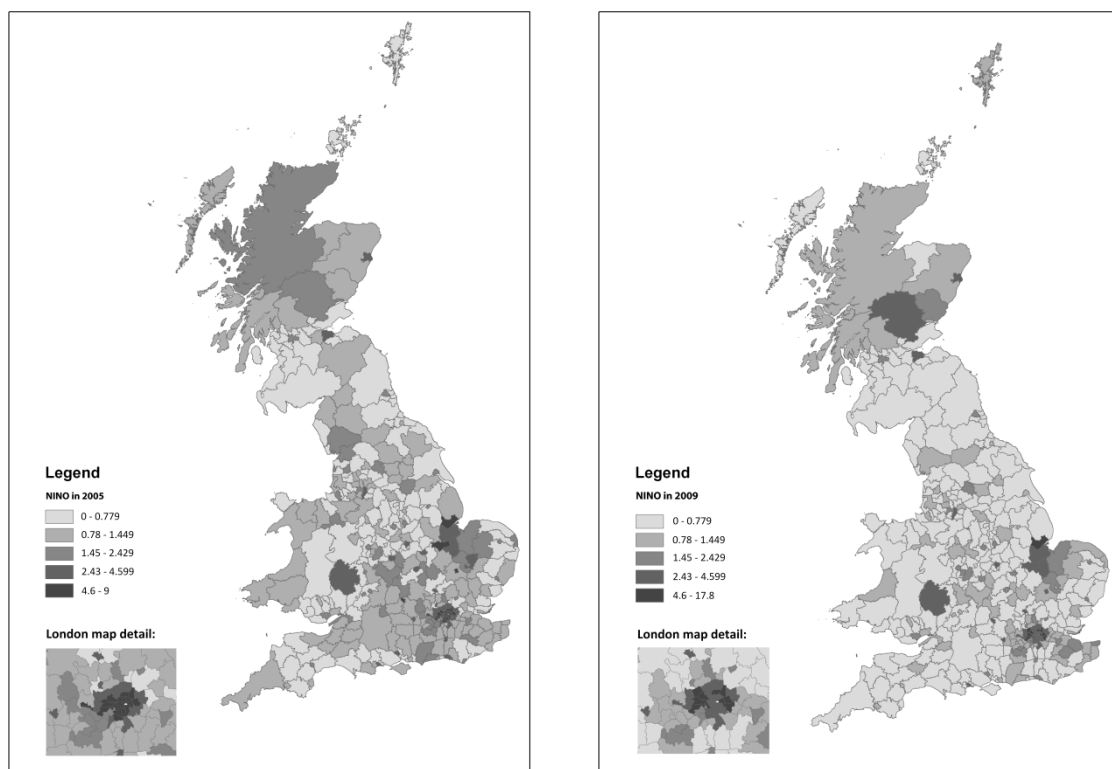 Legend
NINO in 2005
0 - 0.779
0.78 - 1.449
1.45 - 2.429
2.43 - 4.599
4.6 - 9
London map detail:
Legend
NINO in 2009
0 - 0.779
0.78 - 1.449
1.45 - 2.429
2.43 - 4.599
4.6 - 17.8
London map detail: